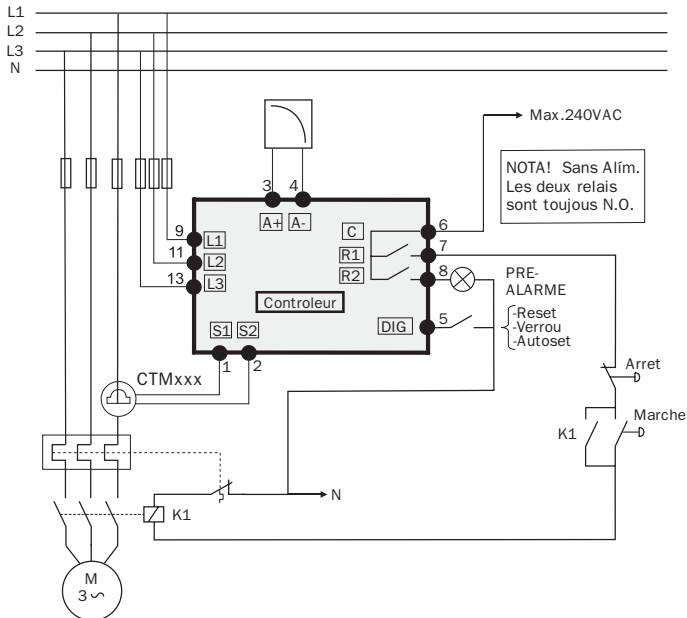 L1
L2
L3
N
Max.240VAC
NOTA! Sans Alím.
Les deux relais
sont toujous N.O.
3 4
A+ A-
6
C
9
L1
R1
7
11
L2
R2
8
13
L3
PRE-
ALARME
Controleur
DIG
5
-Reset
-Verrou
-Autoset
S1 S2
1 2
CTMxxx
Arret
Marche
K1
N
K1
M
3